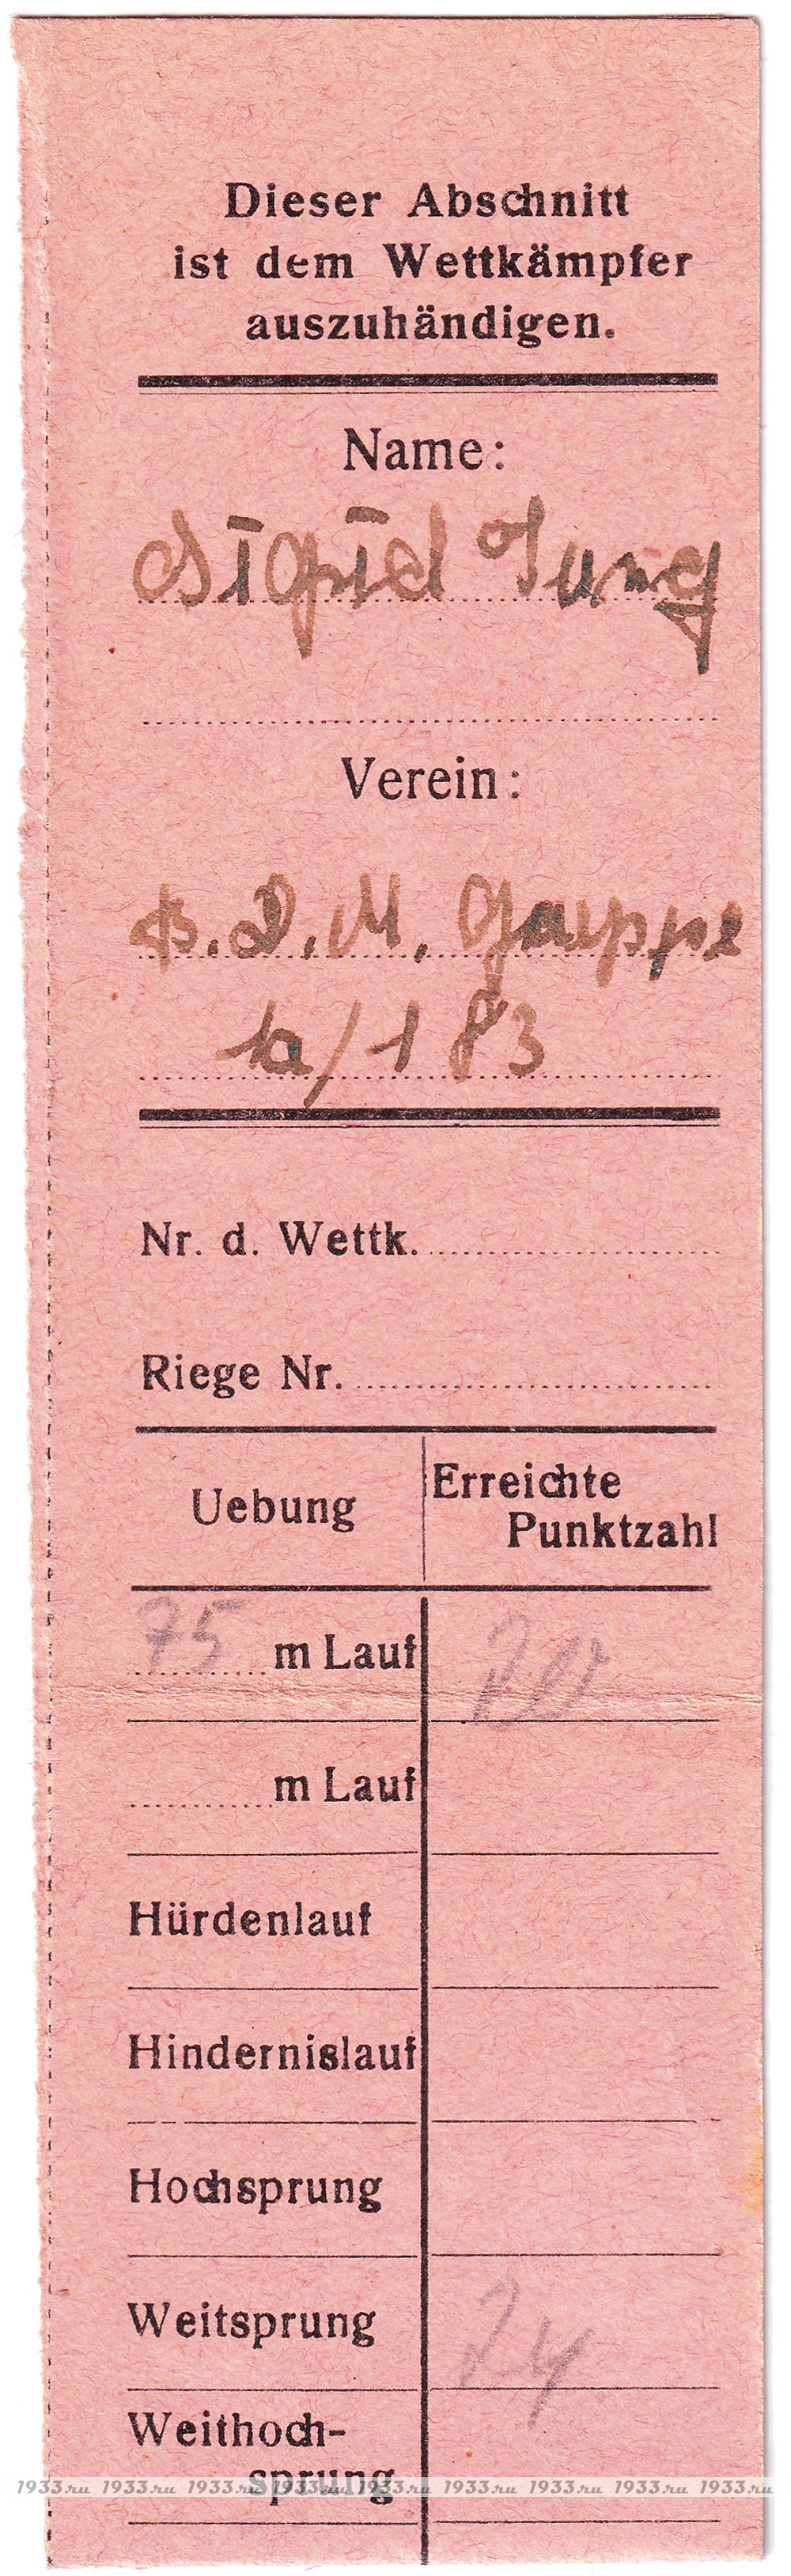 Dieser Abschnitt
ist dem Wettkämpfer
auszuhändigen.
Name:
Sigrid Jung
Verein:
B.D.M. Gruppe
1a/183
Nr. d. Wettk.
Riege Nr.
Uebung
Erreichte
Punktzahl
75 m Lauf
20
m Lauf
Hürdenlauf
Hindernislauf
Hochsprung
Weitsprung
24
Weithoch-
sprung
1933.ru 1933.ru 1933.ru 1933.ru 1933.ru 1933.ru 1933.ru 1933.ru 1933.ru